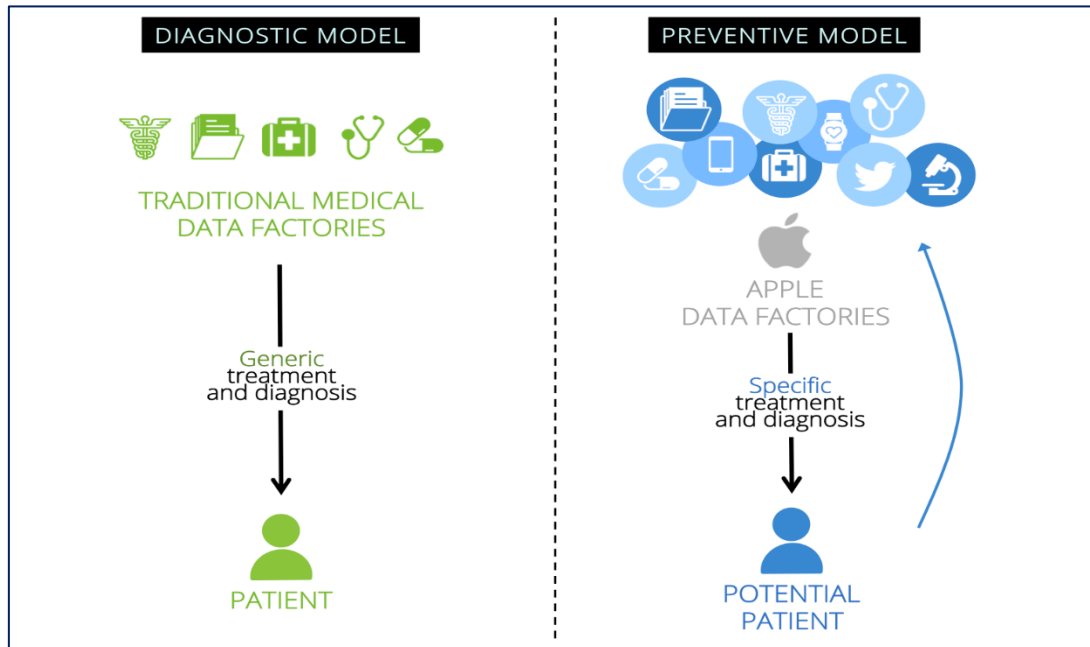 DIAGNOSTIC MODEL
TRADITIONAL MEDICAL
DATA FACTORIES
Generic
treatment
and diagnosis
PATIENT
PREVENTIVE MODEL
APPLE
DATA FACTORIES
Specific
treatment
and diagnosis
POTENTIAL
PATIENT